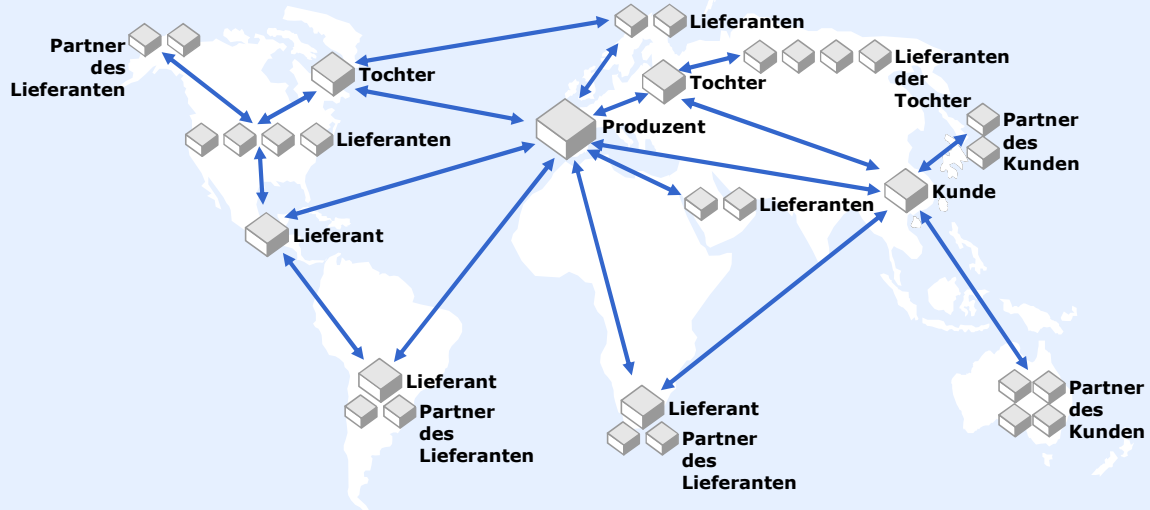 Lieferanten
Partner
des
Lieferanten
Tochter
Lieferanten
der
Tochter
Tochter
Produzent
Partner
des
Kunden
Lieferanten
Kunde
Lieferanten
Lieferant
Lieferant
Partner
des
Lieferanten
Lieferant
Partner
des
Lieferanten
Partner
des
Kunden